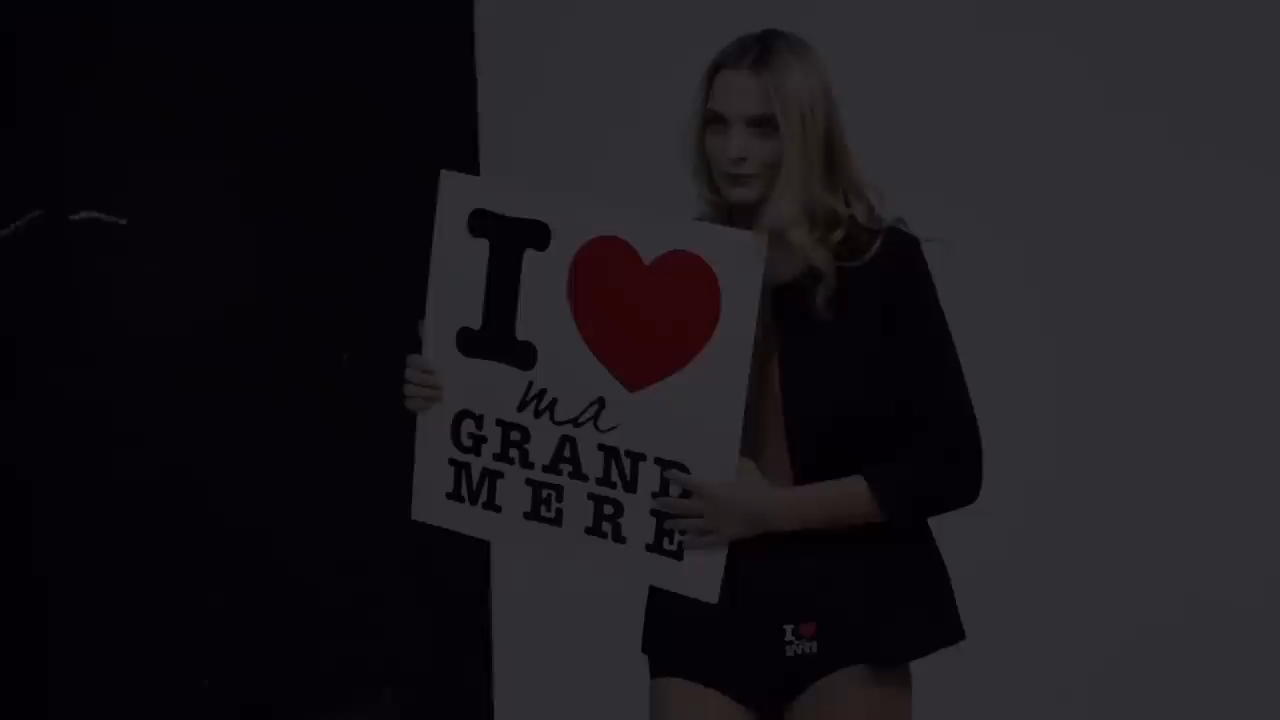 I ♥
ma
GRAND
MERE
I ♥